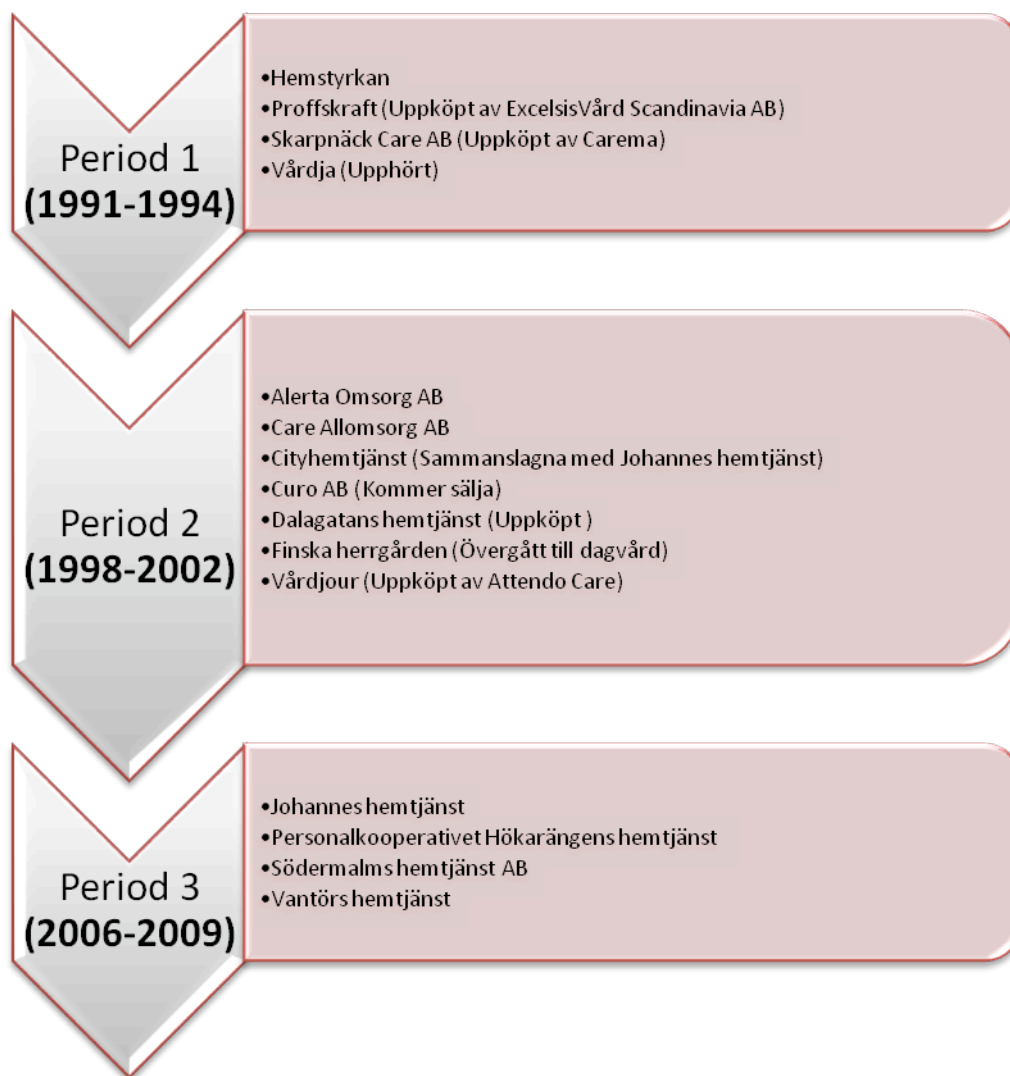 Period 1
(1991-1994)
•Hemstyrkan
•Proffskraft (Uppköpt av ExcelsisVård Scandinavia AB)
•Skarpnäck Care AB (Uppköpt av Carema)
•Vårdja (Upphört)
Period 2
(1998-2002)
•Alerta Omsorg AB
•Care Allomsorg AB
•Cityhemtjänst (Sammanslagna med Johannes hemtjänst)
•Curo AB (Kommer sälja)
•Dalagatans hemtjänst (Uppköpt )
•Finska herrgården (Övergått till dagvård)
•Vårdjour (Uppköpt av Attendo Care)
Period 3
(2006-2009)
•Johannes hemtjänst
•Personalkooperativet Hökarängens hemtjänst
•Södermalms hemtjänst AB
•Vantörs hemtjänst